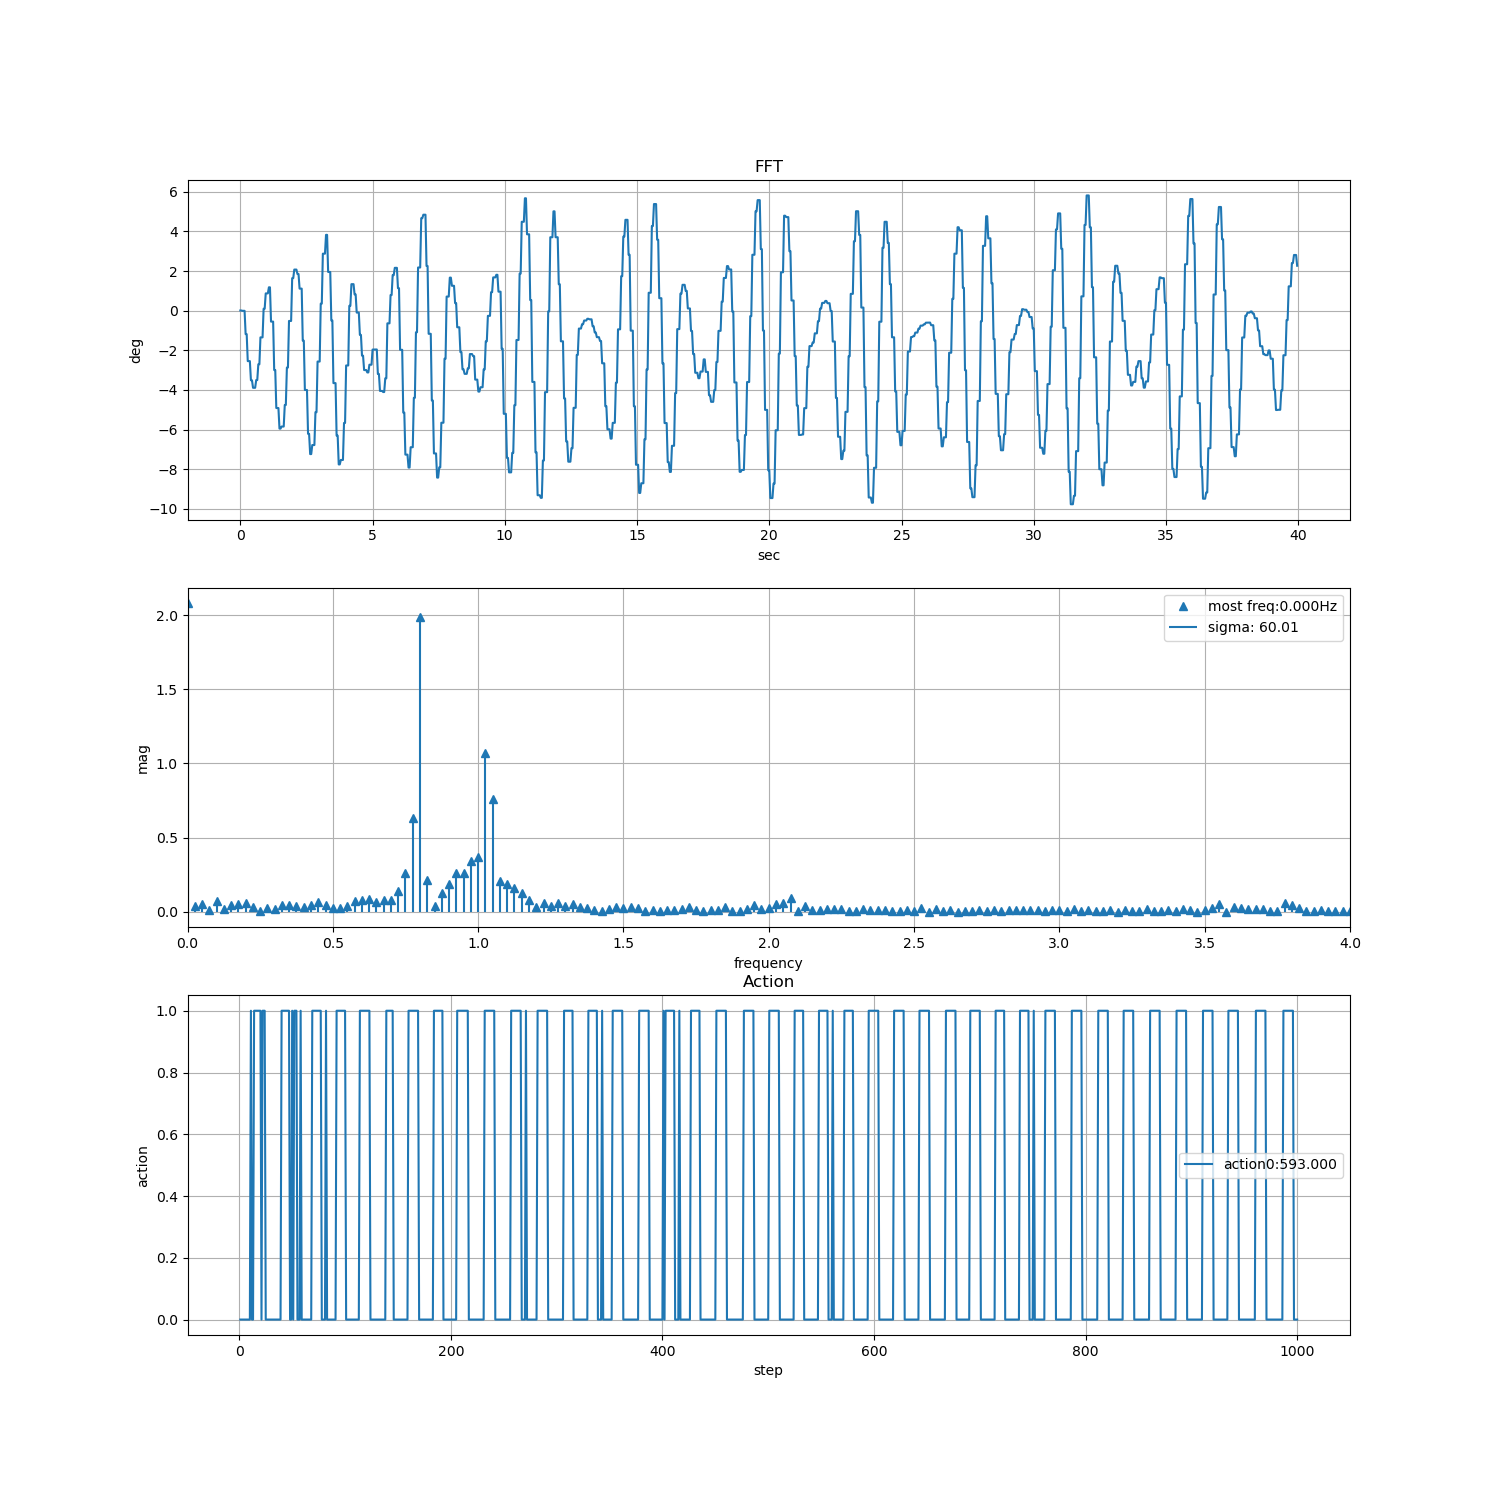 FFT
6
4
2
0
−2
−4
−6
−8
−10
deg
0 5 10 15 20 25 30 35 40
sec
2.0
1.5
1.0
0.5
0.0
mag
most freq:0.000Hz
sigma: 60.01
0.0 0.5 1.0 1.5 2.0 2.5 3.0 3.5 4.0
frequency
Action
1.0
0.8
0.6
0.4
0.2
0.0
action
action0:593.000
0 200 400 600 800 1000
step